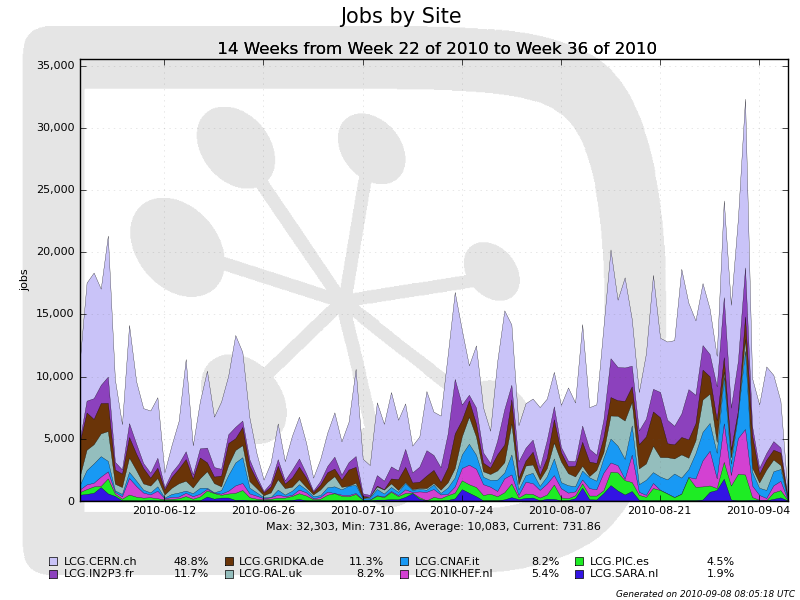 Jobs by Site
14 Weeks from Week 22 of 2010 to Week 36 of 2010
35,000
30,000
25,000
20,000
15,000
10,000
5,000
0
jobs
2010-06-12 2010-06-26 2010-07-10 2010-07-24 2010-08-07 2010-08-21 2010-09-04
Max: 32,303, Min: 731.86, Average: 10,083, Current: 731.86
LCG.CERN.ch 48.8% LCG.GRIDKA.de 11.3% LCG.CNAF.it 8.2% LCG.PIC.es 4.5%
LCG.IN2P3.fr 11.7% LCG.RAL.uk 8.2% LCG.NIKHEF.nl 5.4% LCG.SARA.nl 1.9%
Generated on 2010-09-08 08:05:18 UTC